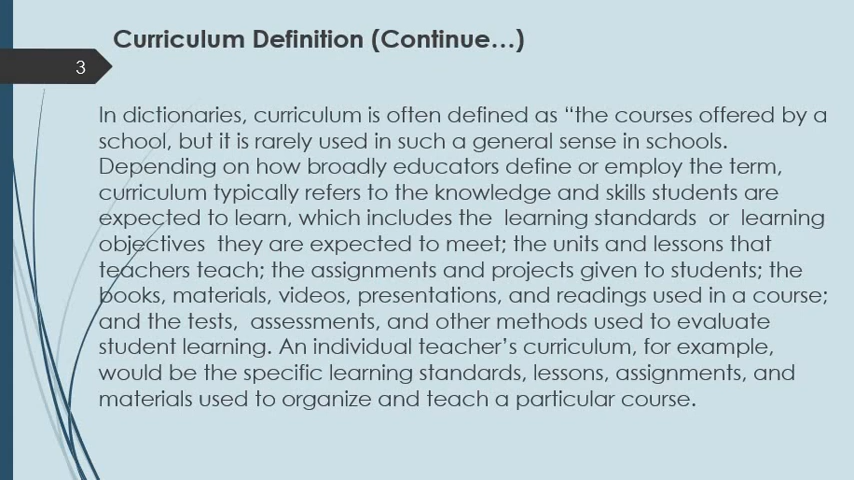 Curriculum Definition (Continue…)
3
In dictionaries, curriculum is often defined as “the courses offered by a
school, but it is rarely used in such a general sense in schools.
Depending on how broadly educators define or employ the term,
curriculum typically refers to the knowledge and skills students are
expected to learn, which includes the learning standards or learning
objectives they are expected to meet; the units and lessons that
teachers teach; the assignments and projects given to students; the
books, materials, videos, presentations, and readings used in a course;
and the tests, assessments, and other methods used to evaluate
student learning. An individual teacher’s curriculum, for example,
would be the specific learning standards, lessons, assignments, and
materials used to organize and teach a particular course.